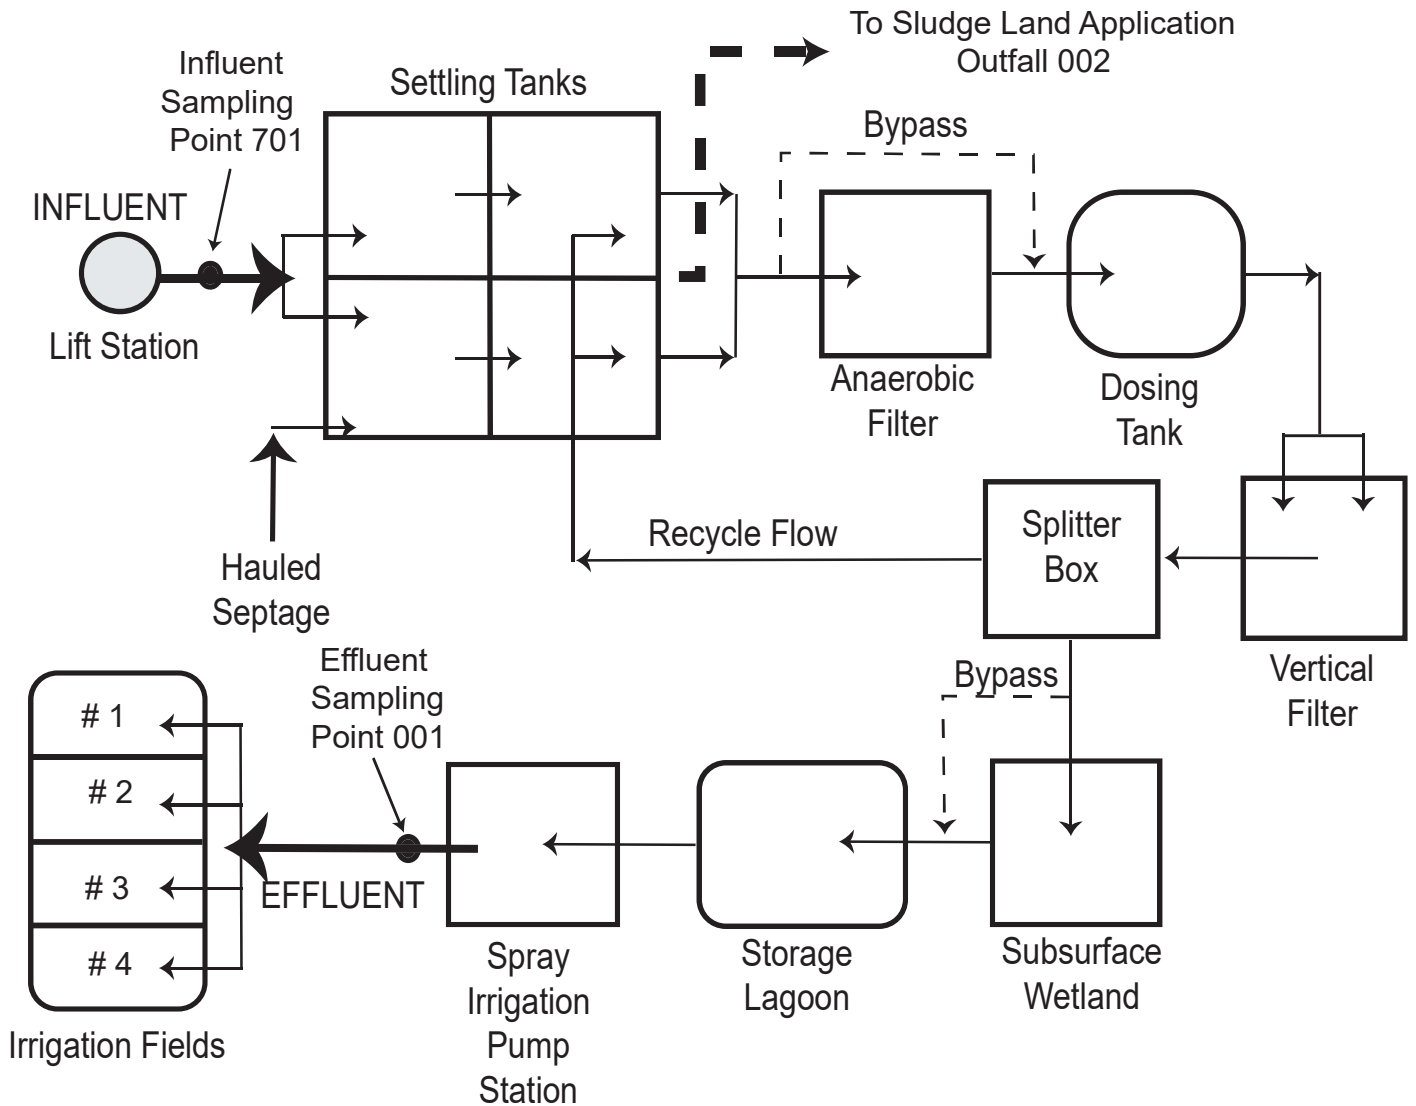 To Sludge Land Application
Outfall 002
Influent
Sampling
Point 701
Settling Tanks
Bypass
INFLUENT
Lift Station
Anaerobic
Filter
Dosing
Tank
Hauled
Septage
Recycle Flow
Splitter
Box
Vertical
Filter
Bypass
Effluent
Sampling
Point 001
# 1
# 2
# 3
# 4
EFFLUENT
Irrigation Fields
Spray
Irrigation
Pump
Station
Storage
Lagoon
Subsurface
Wetland